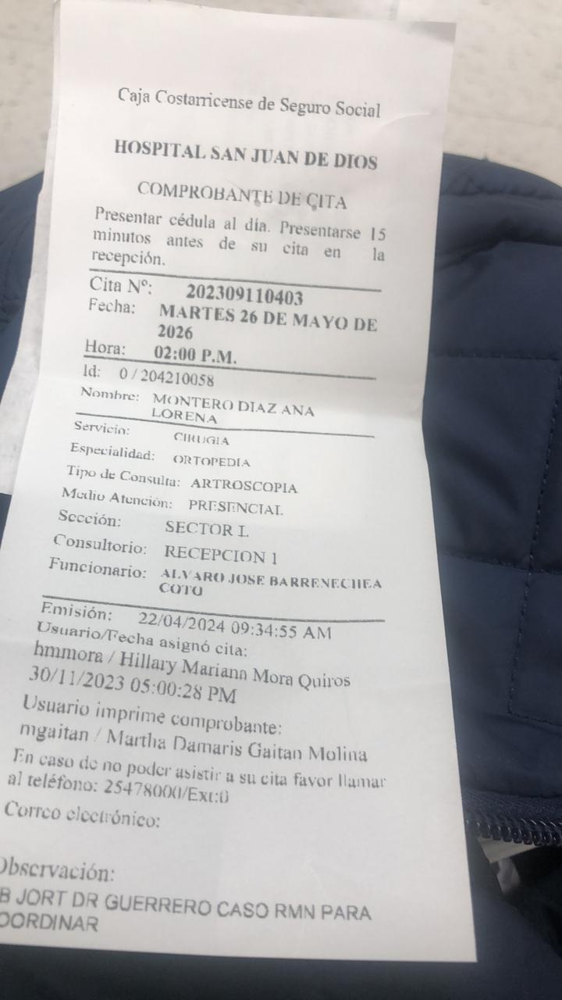 Caja Costarricense de Seguro Social
HOSPITAL SAN JUAN DE DIOS
COMPROBANTE DE CITA
Presentar cédula al día. Presentarse 15
minutos antes de su cita en la
recepción.
Cita Nº: 202309110403
Fecha: MARTES 26 DE MAYO DE
2026
Hora: 02:00 P.M.
Id: 0 / 204210058
Nombre: MONTERO DIAZ ANA
LORENA
Servicio: CIRUGIA
Especialidad: ORTOPEDIA
Tipo de Consulta: ARTROSCOPIA
Medio Atención: PRESENCIAL
Sección: SECTOR L
Consultorio: RECEPCION 1
Funcionario: ALVARO JOSE BARRENECHEA
COTO
Emisión: 22/04/2024 09:34:55 AM
Usuario/Fecha asignó cita:
hmmora / Hillary Mariana Mora Quiros
30/11/2023 05:00:28 PM
Usuario imprime comprobante:
mgaitan / Martha Damaris Gaitan Molina
En caso de no poder asistir a su cita favor llamar
al teléfono: 25478000/Ext:0
Correo electrónico:
Observación:
B JORT DR GUERRERO CASO RMN PARA
OORDINAR